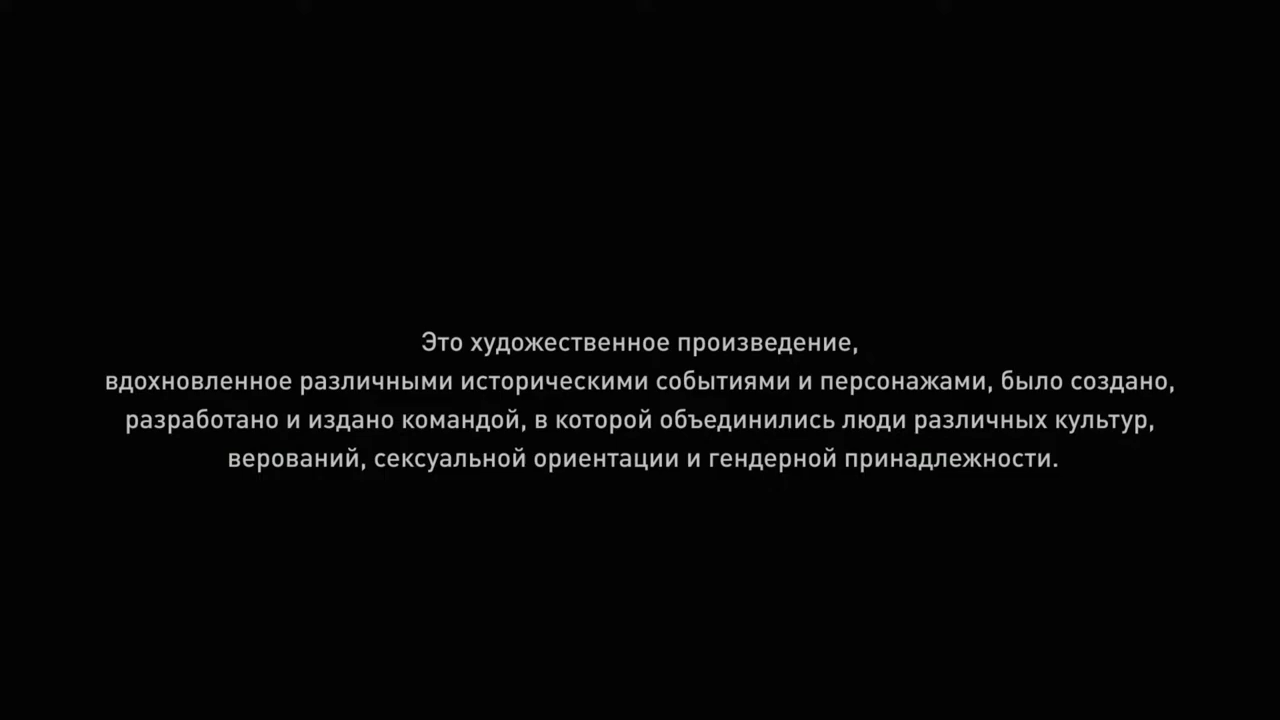 Это художественное произведение,
вдохновленное различными историческими событиями и персонажами, было создано,
разработано и издано командой, в которой объединились люди различных культур,
верований, сексуальной ориентации и гендерной принадлежности.